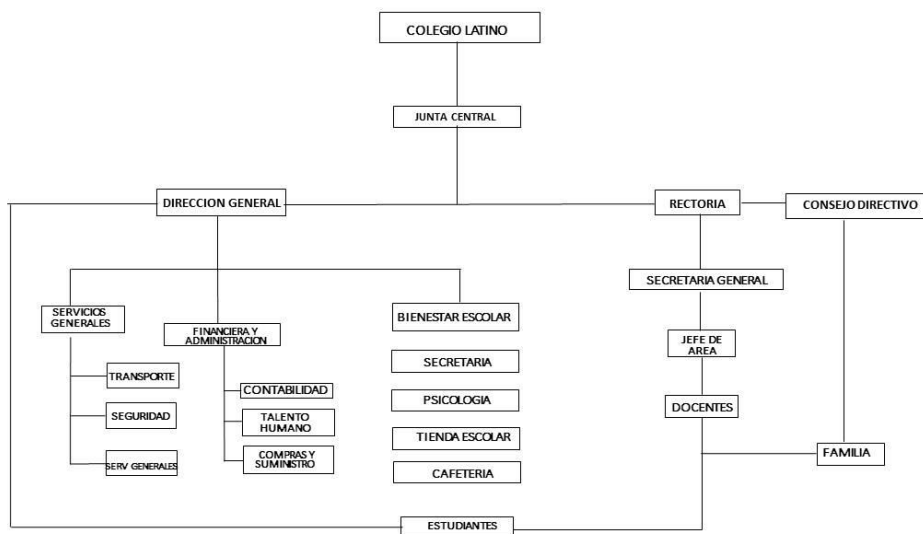 COLEGIO LATINO
JUNTA CENTRAL
DIRECCION GENERAL
RECTORIA
CONSEJO DIRECTIVO
SECRETARIA GENERAL
SERVICIOS
GENERALES
FINANCIERA Y
ADMINISTRACION
BIENESTAR ESCOLAR
JEFE DE
AREA
TRANSPORTE
SECRETARIA
CONTABILIDAD
PSICOLOGIA
DOCENTES
SEGURIDAD
TALENTO
HUMANO
TIENDA ESCOLAR
SERV GENERALES
COMPRAS Y
SUMINISTRO
CAFETERIA
FAMILIA
ESTUDIANTES